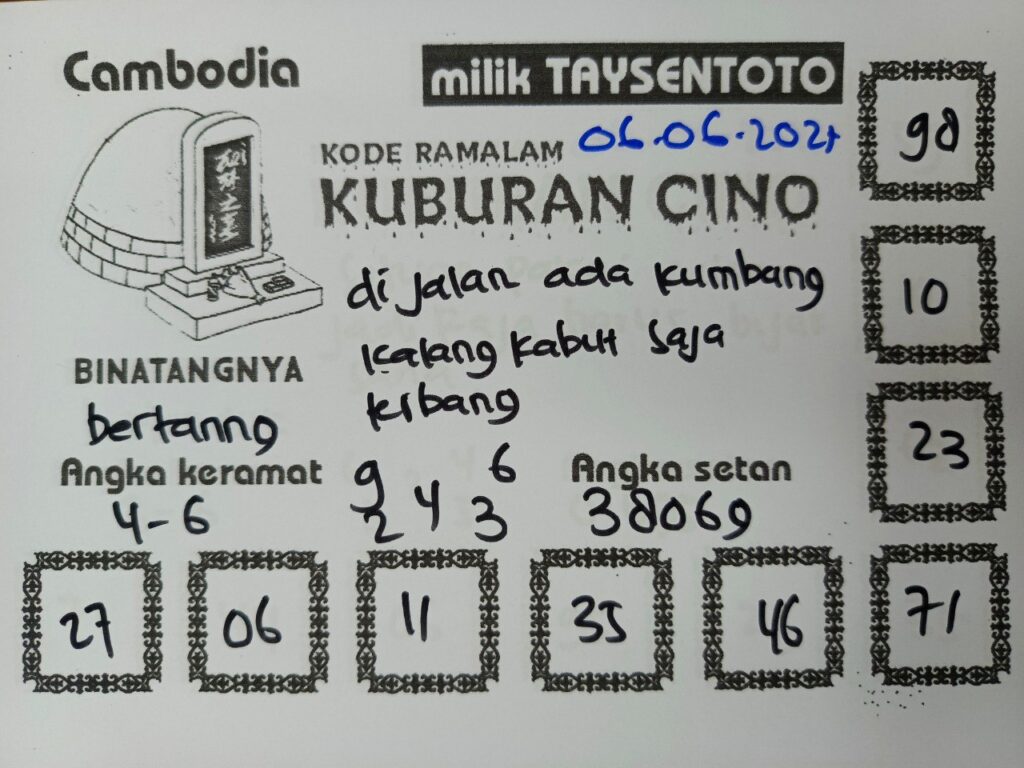 Cambodia
milik TAYSENTOTO
KODE RAMALAM
06.06.2021
KUBURAN CINO
di jalan ada kumbang
kalang kabut saja
terbang
BINATANGNYA
bertanng
Angka keramat
4-6
9 6
2 4 3
Angka setan
38069
98
10
23
71
27 06 11 35 46